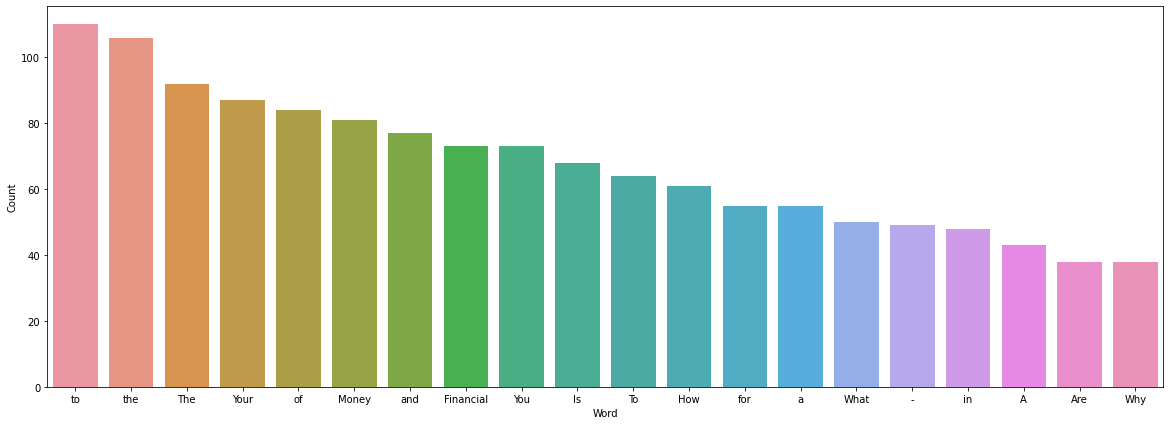 Count
100
80
60
40
20
0
to the The Your of Money and Financial You Is To How for a What - in A Are Why
Word